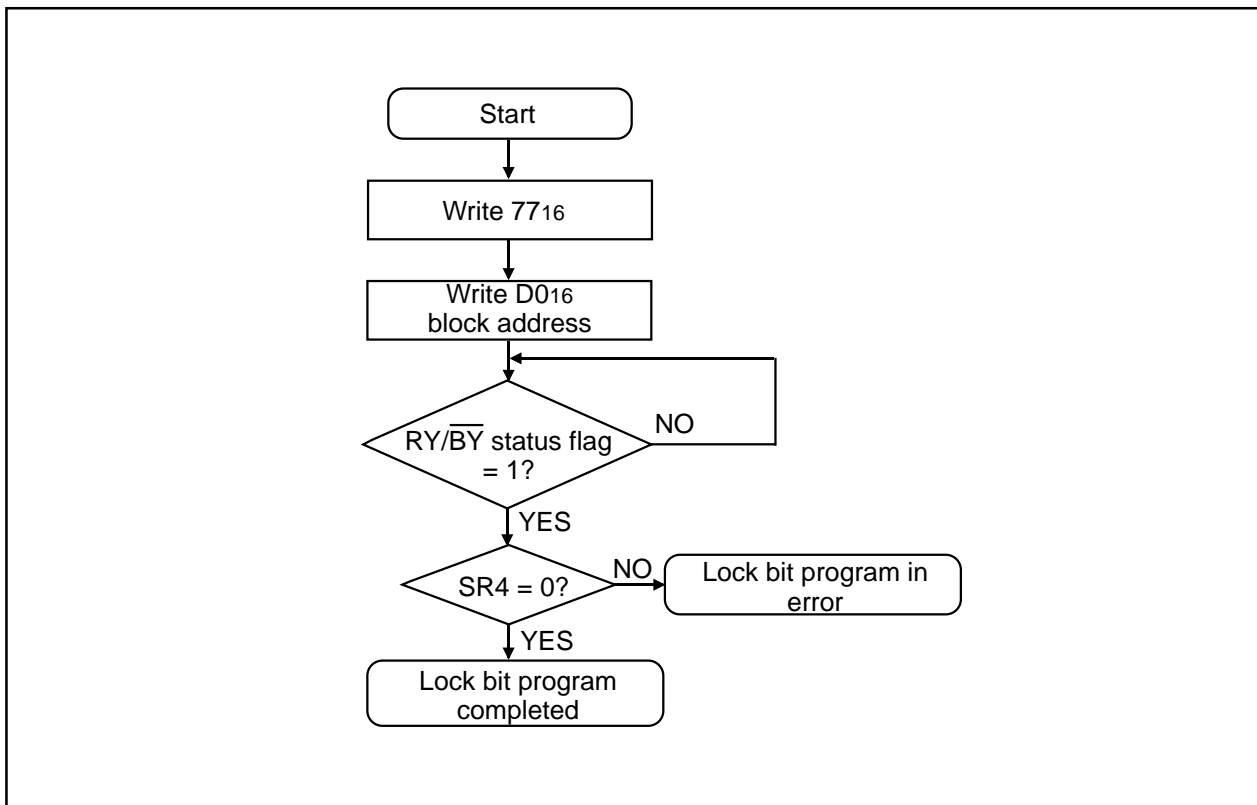 Start
Write 7716
Write D016
block address
RY/BY status flag
= 1?
NO
YES
SR4 = 0?
NO
Lock bit program in
error
YES
Lock bit program
completed